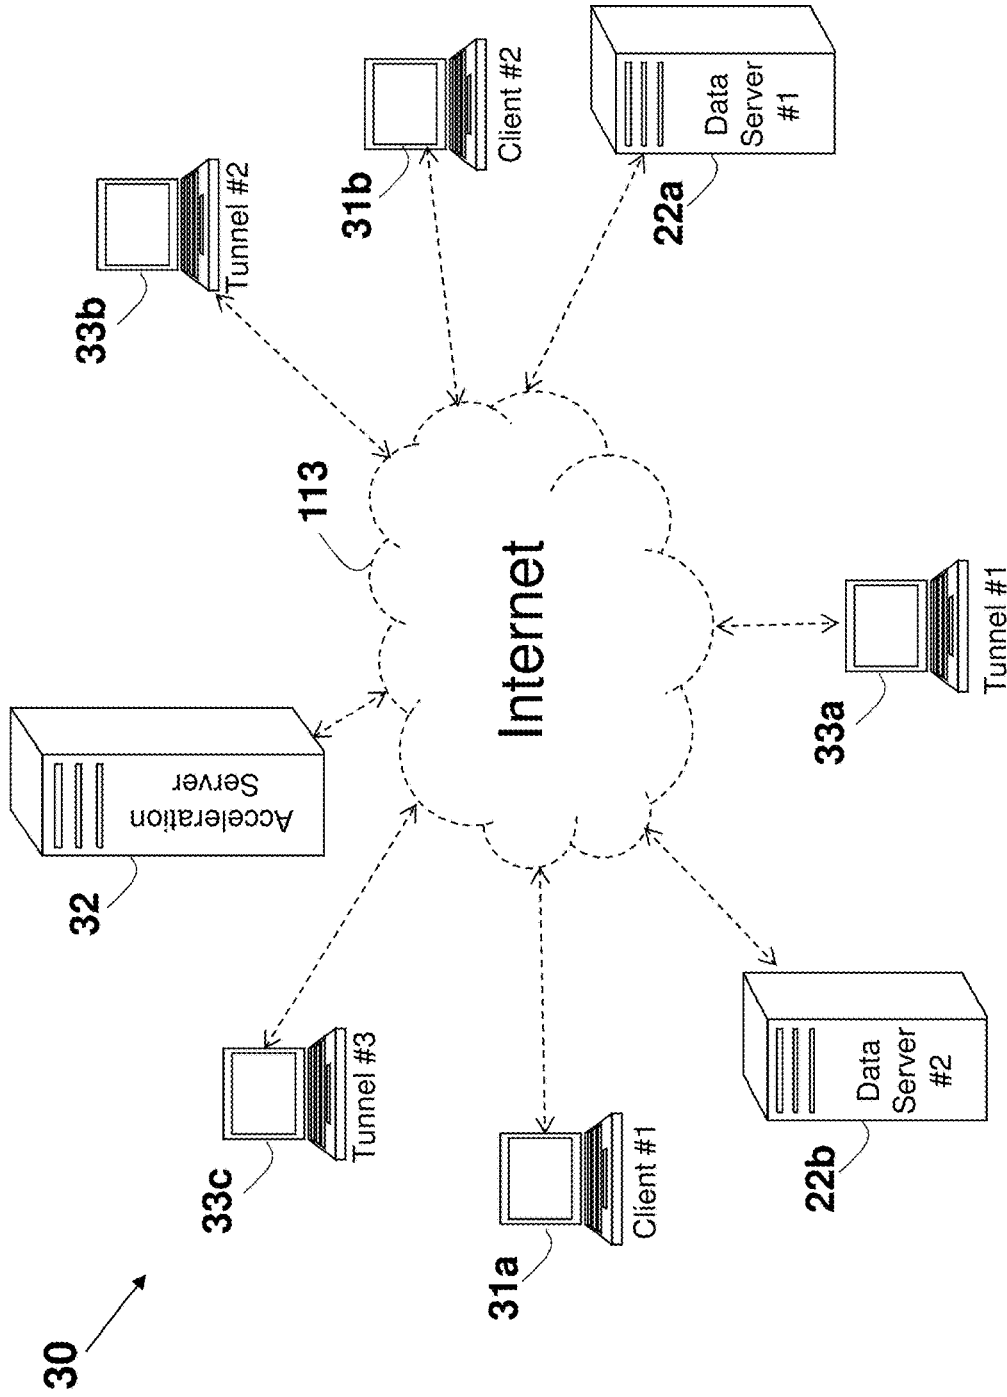 30
32
Acceleration
Server
113
33b
Tunnel #2
31b
Client #2
33c
Tunnel #3
Internet
22a
Data
Server
#1
31a
Client #1
22b
Data
Server
#2
33a
Tunnel #1